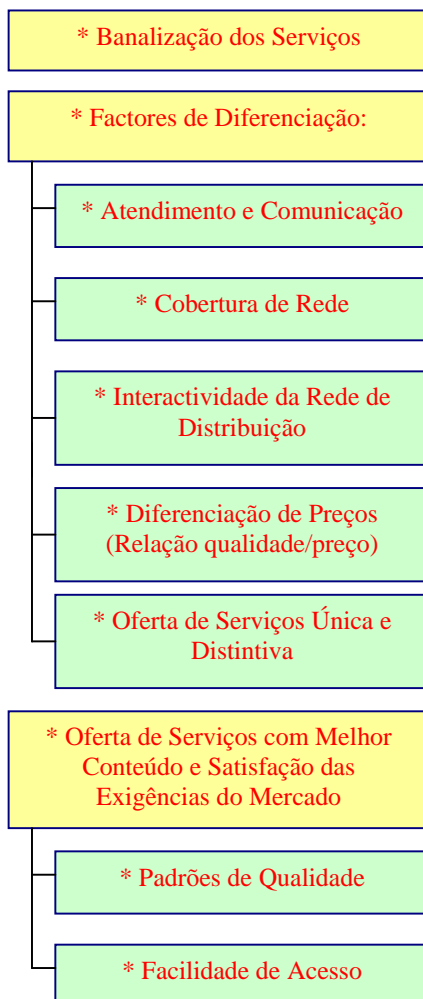 * Banalização dos Serviços
* Factores de Diferenciação:
* Atendimento e Comunicação
* Cobertura de Rede
* Interactividade da Rede de
Distribuição
* Diferenciação de Preços
(Relação qualidade/preço)
* Oferta de Serviços Única e
Distintiva
* Oferta de Serviços com Melhor
Conteúdo e Satisfação das
Exigências do Mercado
* Padrões de Qualidade
* Facilidade de Acesso